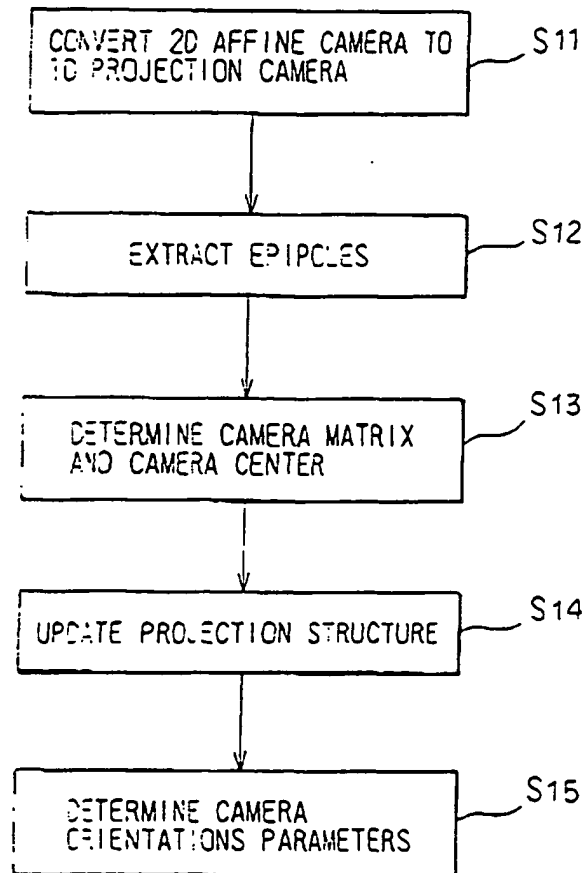 CONVERT 2D AFFINE CAMERA TO
1D PROJECTION CAMERA
S11
EXTRACT EPIPOLES
S12
DETERMINE CAMERA MATRIX
AND CAMERA CENTER
S13
UPDATE PROJECTION STRUCTURE
S14
DETERMINE CAMERA
ORIENTATIONS PARAMETERS
S15